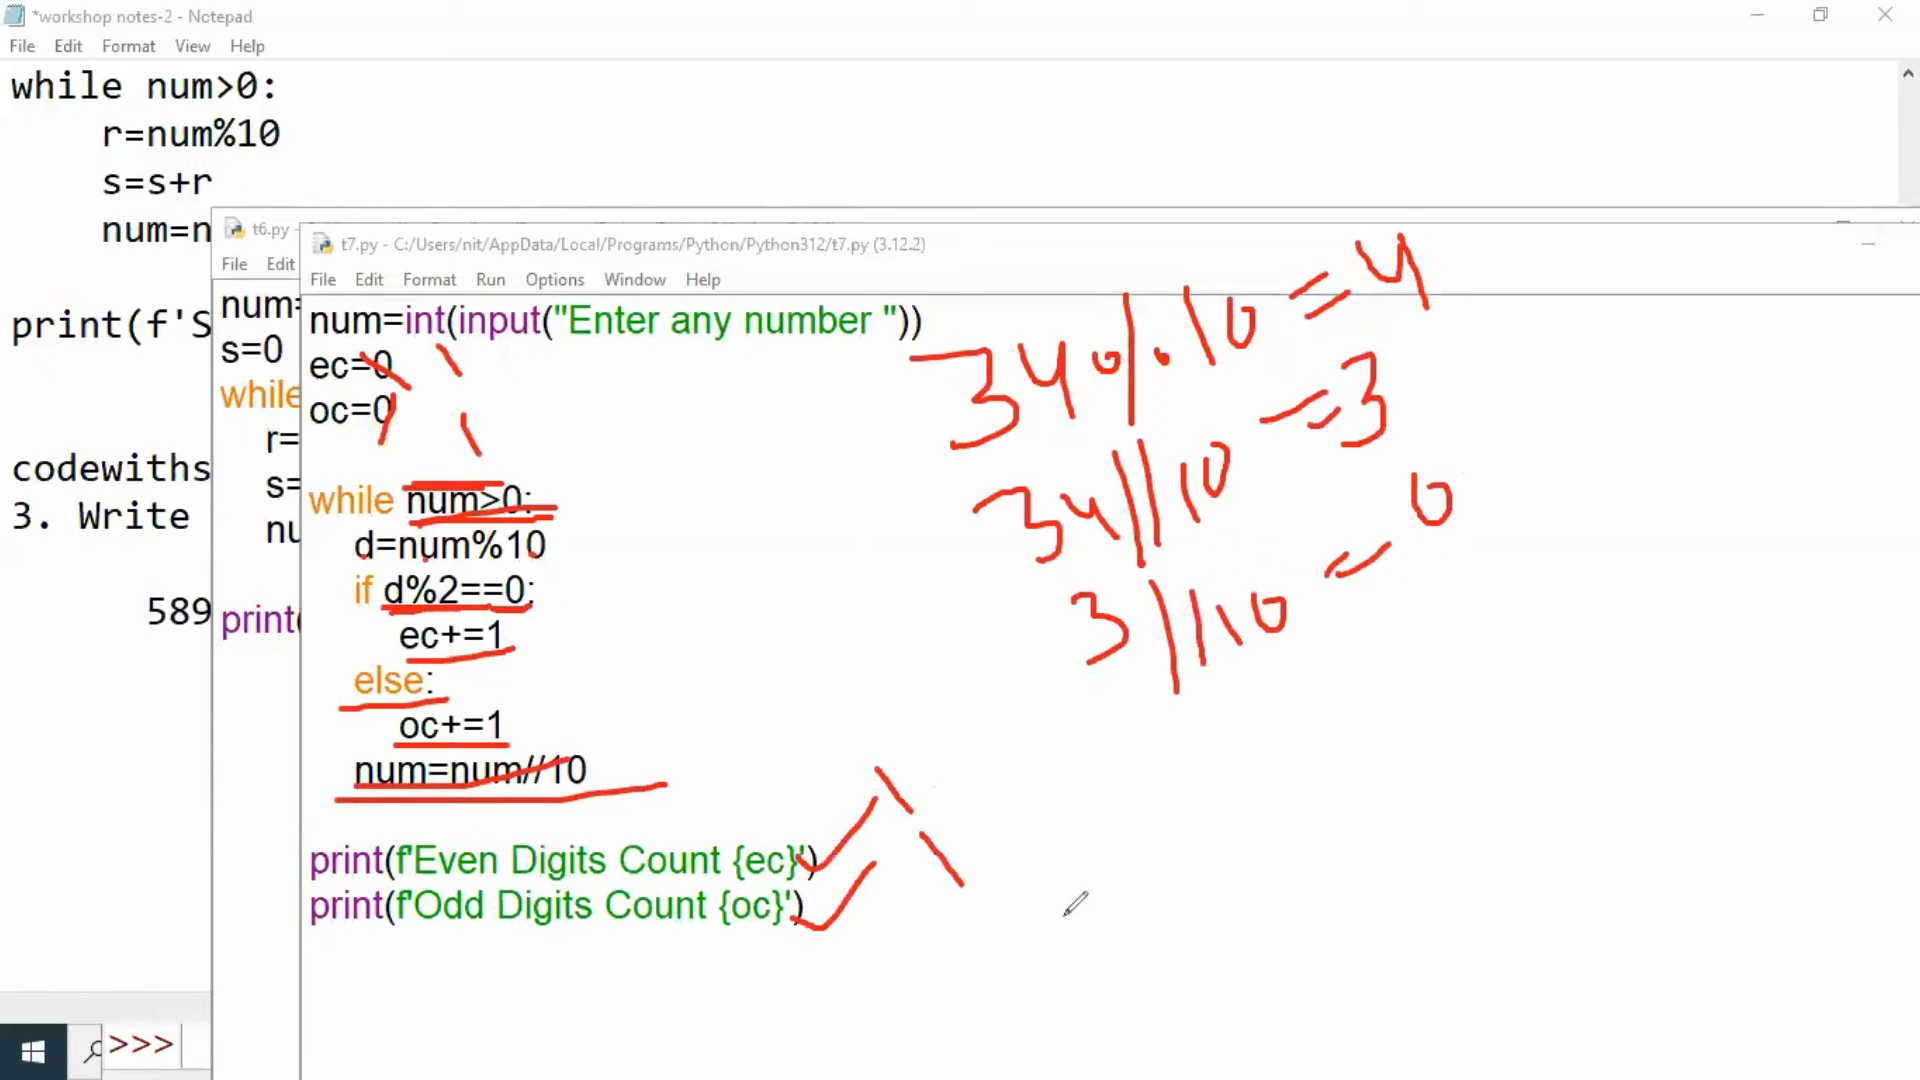 *workshop notes-2 - Notepad
File Edit Format View Help
while num>0:
r=num%10
s=s+r
num=n
print(f'S
codewiths
3. Write
589
t6.py -
File Edit
num=
s=0
while
r=
s=
nu
print(
t7.py - C:/Users/nit/AppData/Local/Programs/Python/Python312/t7.py (3.12.2)
File Edit Format Run Options Window Help
num=int(input("Enter any number "))
ec=0
oc=0
while num>0:
d=num%10
if d%2==0:
ec+=1
else:
oc+=1
num=num//10
print(f'Even Digits Count {ec}')
print(f'Odd Digits Count {oc}')
34%10=4
34//10=3
3//10=0
>>>